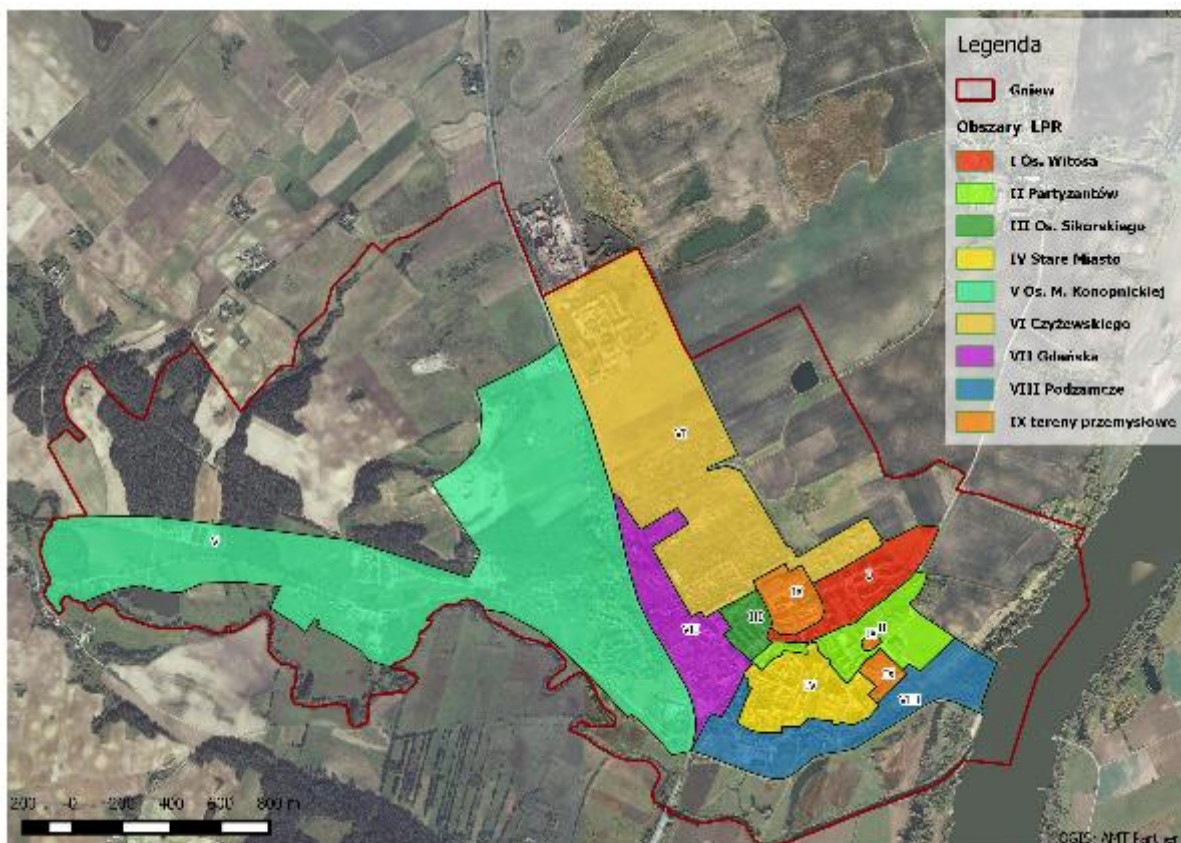 Legenda
Gniew
Obszary LPR
I Os. Witosa
II Partyzantów
III Os. Sikorskiego
IV Stare Miasto
V Os. M. Konopnickiej
VI Czyżewskiego
VII Gdańska
VIII Podzamcze
IX tereny przemysłowe
VI
V
I
IX
III
II
IX
VII
IX
IV
VIII
200 0 200 400 600 800 m
QGIS: AMT Partner